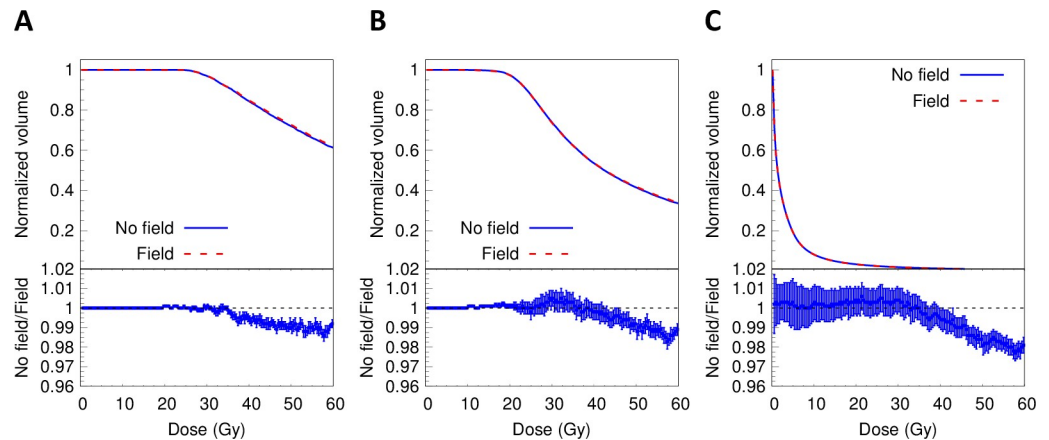 A
B
C
Normalized volume
1
0.8
0.6
0.4
0.2
No field
Field
No field/Field
1.02
1.01
1
0.99
0.98
0.97
0.96
0 10 20 30 40 50 60
Dose (Gy)
Normalized volume
1
0.8
0.6
0.4
0.2
No field
Field
No field/Field
1.02
1.01
1
0.99
0.98
0.97
0.96
0 10 20 30 40 50 60
Dose (Gy)
Normalized volume
1
0.8
0.6
0.4
0.2
No field
Field
No field/Field
1.02
1.01
1
0.99
0.98
0.97
0.96
0 10 20 30 40 50 60
Dose (Gy)